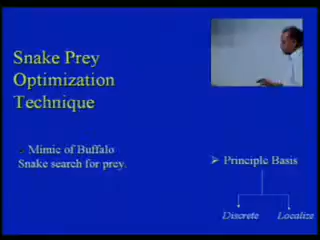 Snake Prey
Optimization
Technique
Mimic of Buffalo
Snake search for prey.
Principle Basis
Discrete
Localize